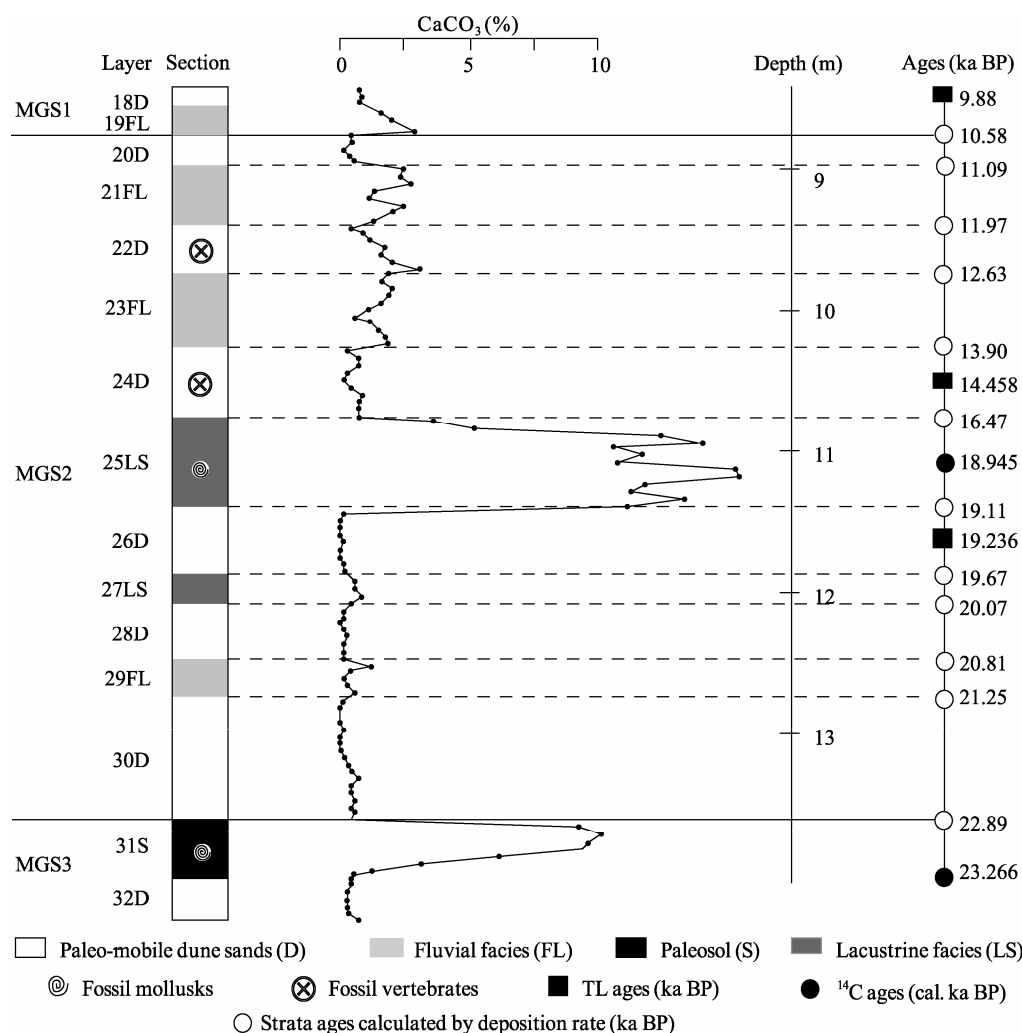 CaCO₃ (%)
Layer Section 0 5 10 Depth (m) Ages (ka BP)
MGS1
18D
19FL
9.88
10.58
20D
11.09
9
21FL
11.97
22D
12.63
23FL
10
13.90
24D
14.458
16.47
MGS2
25LS
11
18.945
19.11
26D
19.236
19.67
27LS
12
20.07
28D
20.81
29FL
21.25
13
30D
22.89
MGS3
31S
23.266
32D
Paleo-mobile dune sands (D) Fluvial facies (FL) Paleosol (S) Lacustrine facies (LS)
Fossil mollusks Fossil vertebrates TL ages (ka BP) ¹⁴C ages (cal. ka BP)
Strata ages calculated by deposition rate (ka BP)